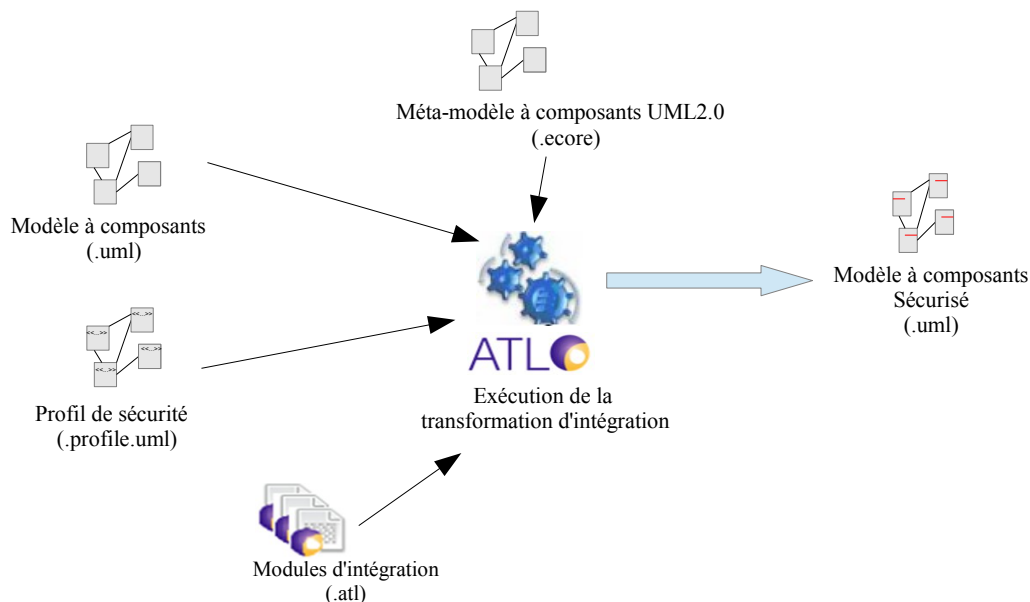 Méta-modèle à composants UML2.0
(.ecore)
Modèle à composants
(.uml)
Modèle à composants
Sécurisé
(.uml)
<<...>>
<<...>>
<<...>>
<<...>>
Profil de sécurité
(.profile.uml)
ATL
Exécution de la
transformation d'intégration
Modules d'intégration
(.atl)